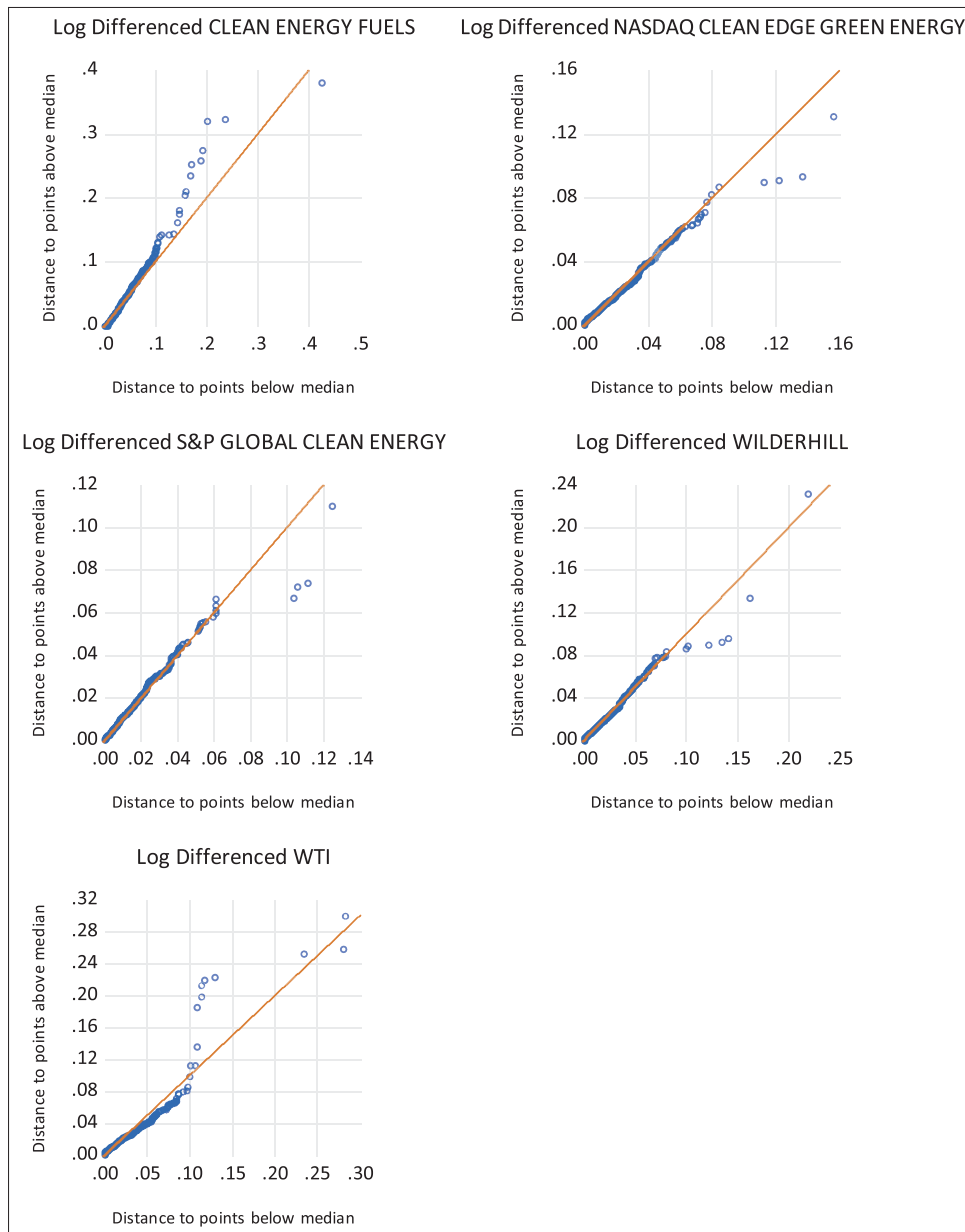 Log Differenced CLEAN ENERGY FUELS
Distance to points above median
.4
.3
.2
.1
.0
.0 .1 .2 .3 .4 .5
Distance to points below median
Log Differenced NASDAQ CLEAN EDGE GREEN ENERGY
Distance to points above median
.16
.12
.08
.04
.00
.00 .04 .08 .12 .16
Distance to points below median
Log Differenced S&P GLOBAL CLEAN ENERGY
Distance to points above median
.12
.10
.08
.06
.04
.02
.00
.00 .02 .04 .06 .08 .10 .12 .14
Distance to points below median
Log Differenced WILDERHILL
Distance to points above median
.24
.20
.16
.12
.08
.04
.00
.00 .05 .10 .15 .20 .25
Distance to points below median
Log Differenced WTI
Distance to points above median
.32
.28
.24
.20
.16
.12
.08
.04
.00
.00 .05 .10 .15 .20 .25 .30
Distance to points below median